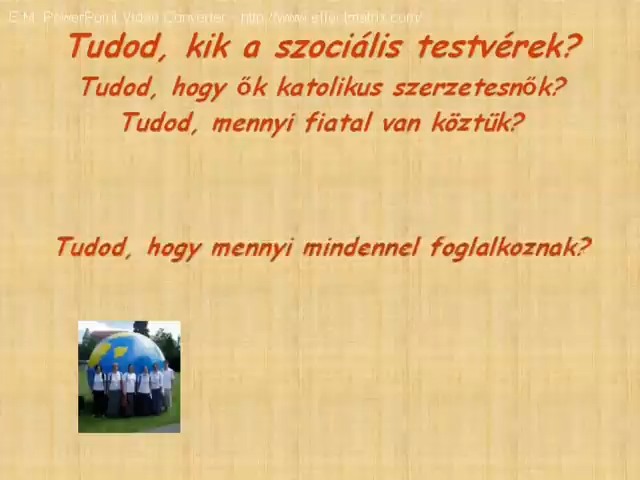 E.M. PowerPoint Video Converter - http://www.effectmatrix.com/
Tudod, kik a szociális testvérek?
Tudod, hogy ők katolikus szerzetesnők?
Tudod, mennyi fiatal van köztük?
Tudod, hogy mennyi mindennel foglalkoznak?